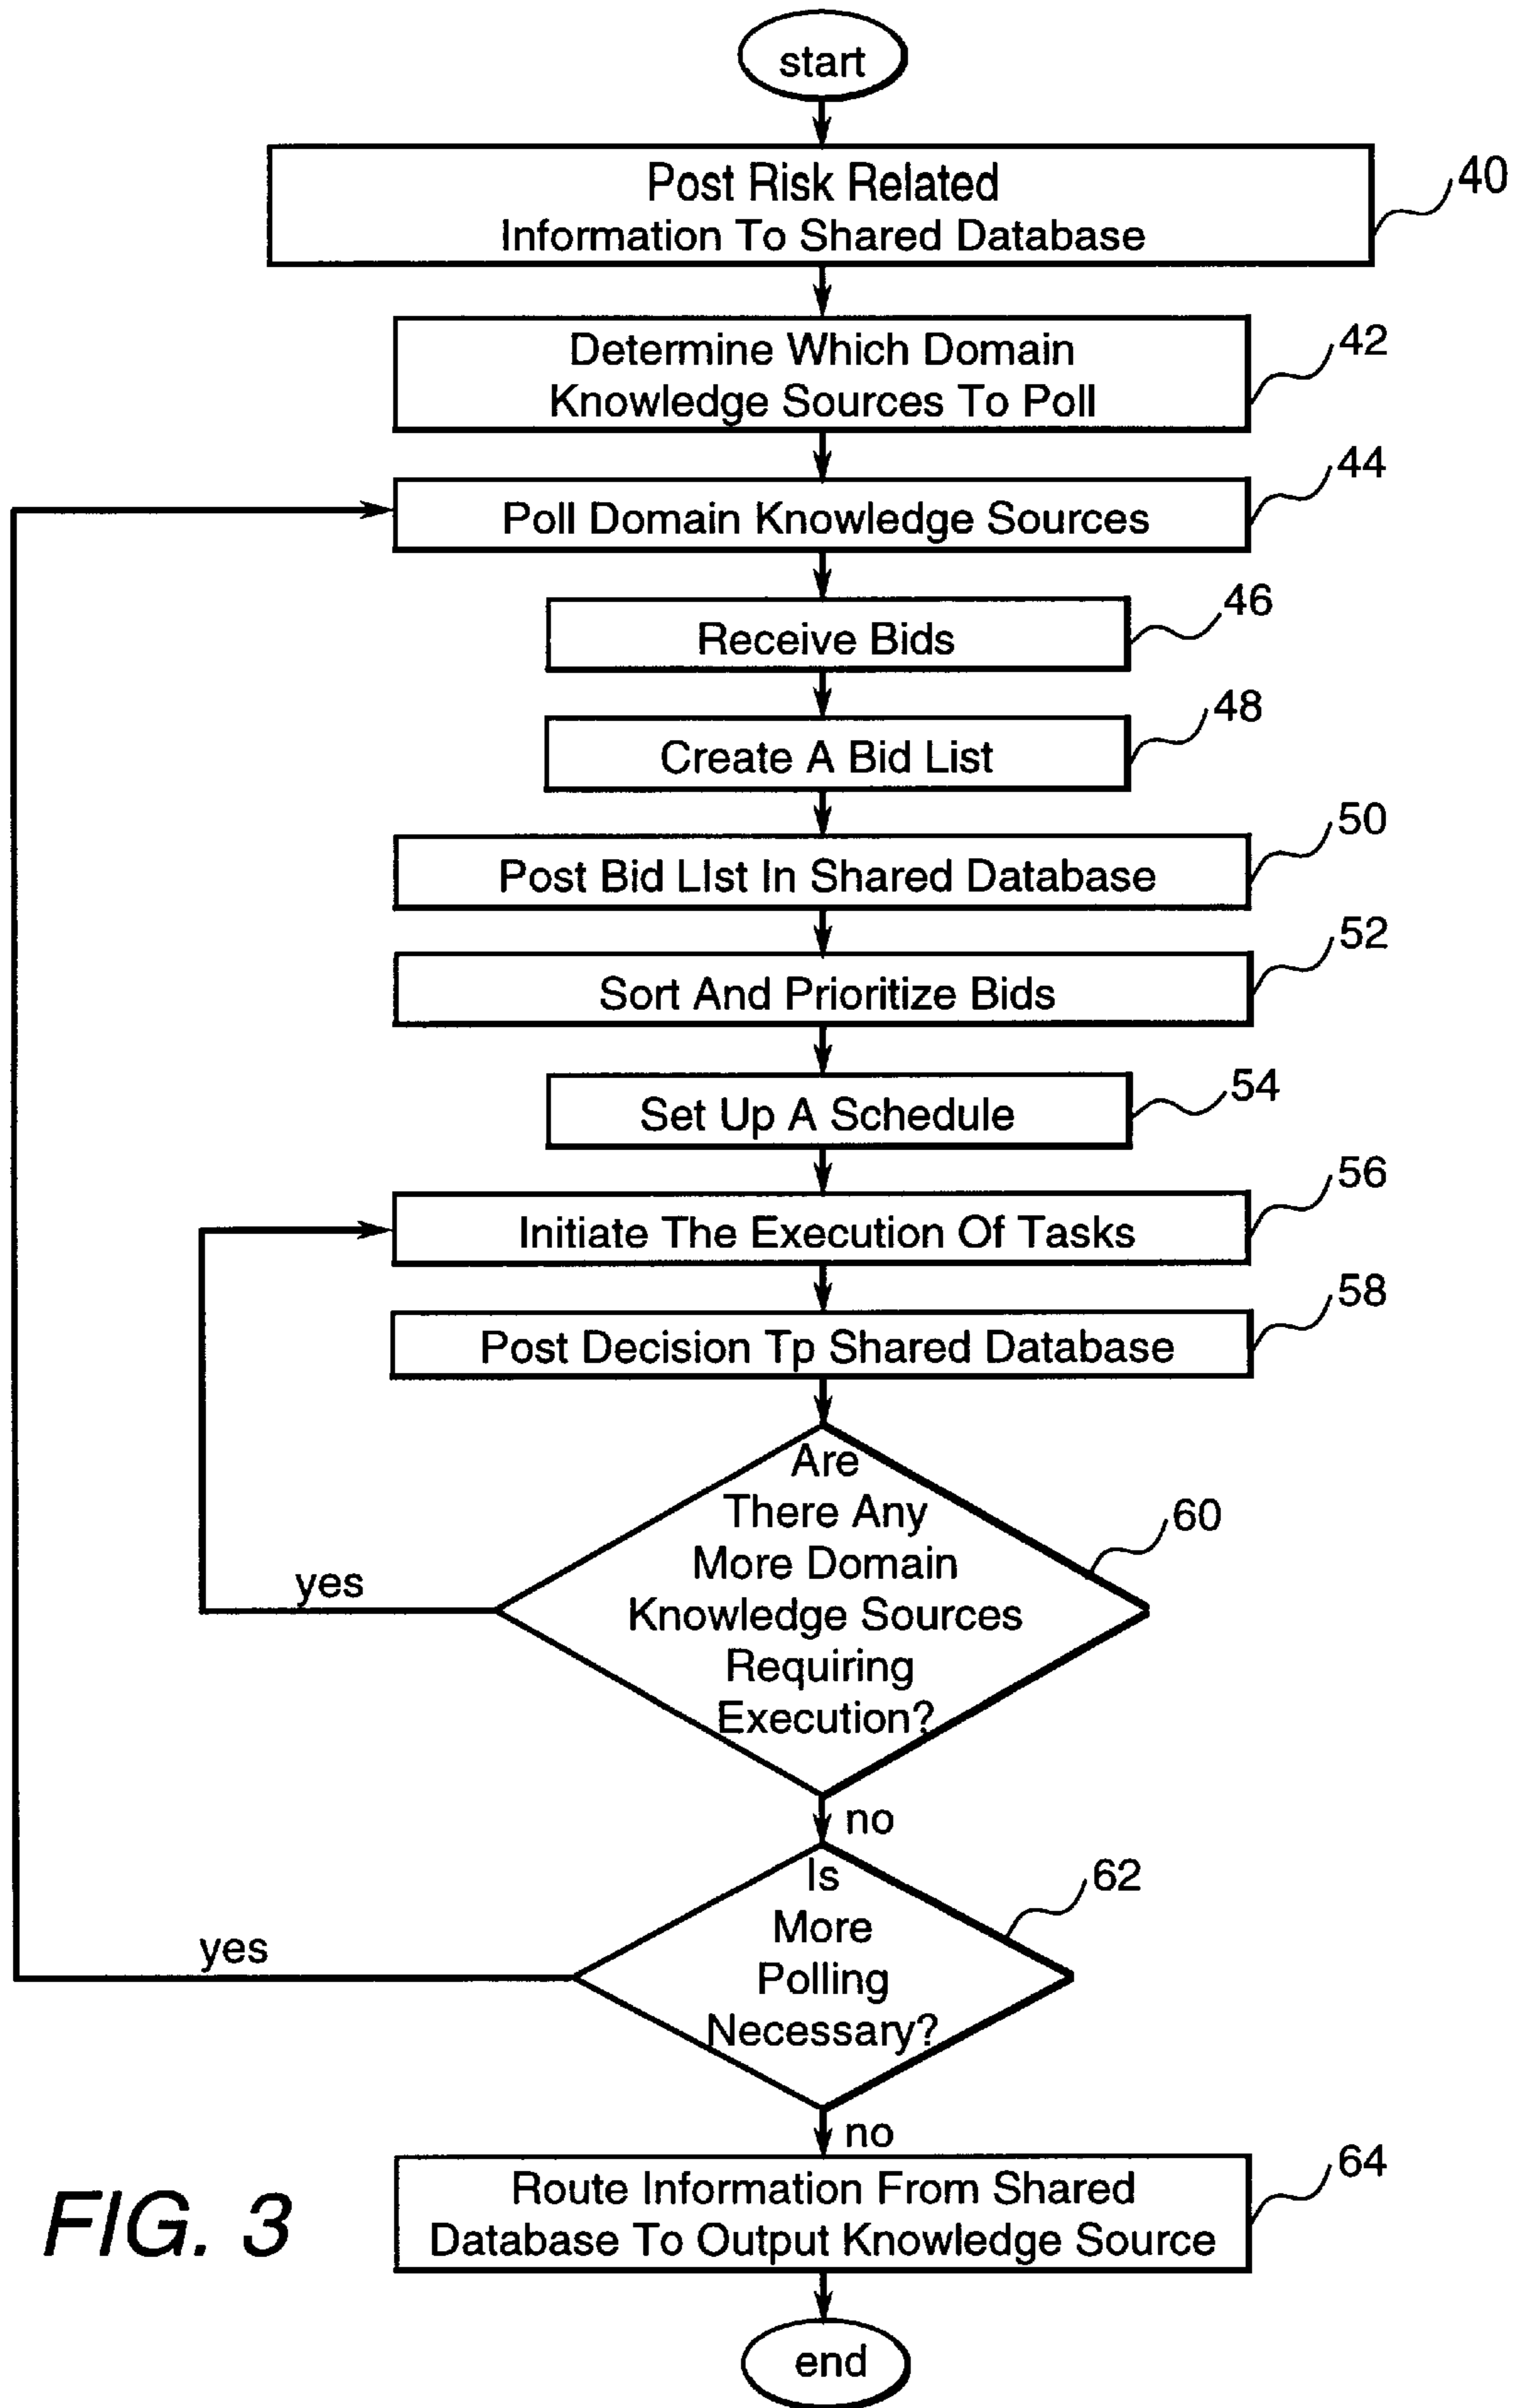 start
Post Risk Related
Information To Shared Database
40
Determine Which Domain
Knowledge Sources To Poll
42
Poll Domain Knowledge Sources
44
Receive Bids
46
Create A Bid List
48
Post Bid LIst In Shared Database
50
Sort And Prioritize Bids
52
Set Up A Schedule
54
Initiate The Execution Of Tasks
56
Post Decision Tp Shared Database
58
Are
There Any
More Domain
Knowledge Sources
Requiring
Execution?
60
yes
no
Is
More
Polling
Necessary?
62
yes
no
Route Information From Shared
Database To Output Knowledge Source
64
FIG. 3
end